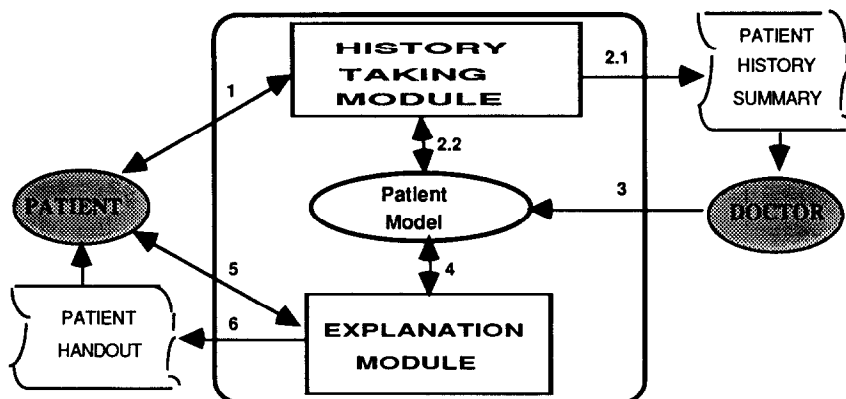 HISTORY
TAKING
MODULE
2.1
PATIENT
HISTORY
SUMMARY
1
2.2
PATIENT
Patient
Model
3
DOCTOR
5
4
6
PATIENT
HANDOUT
EXPLANATION
MODULE